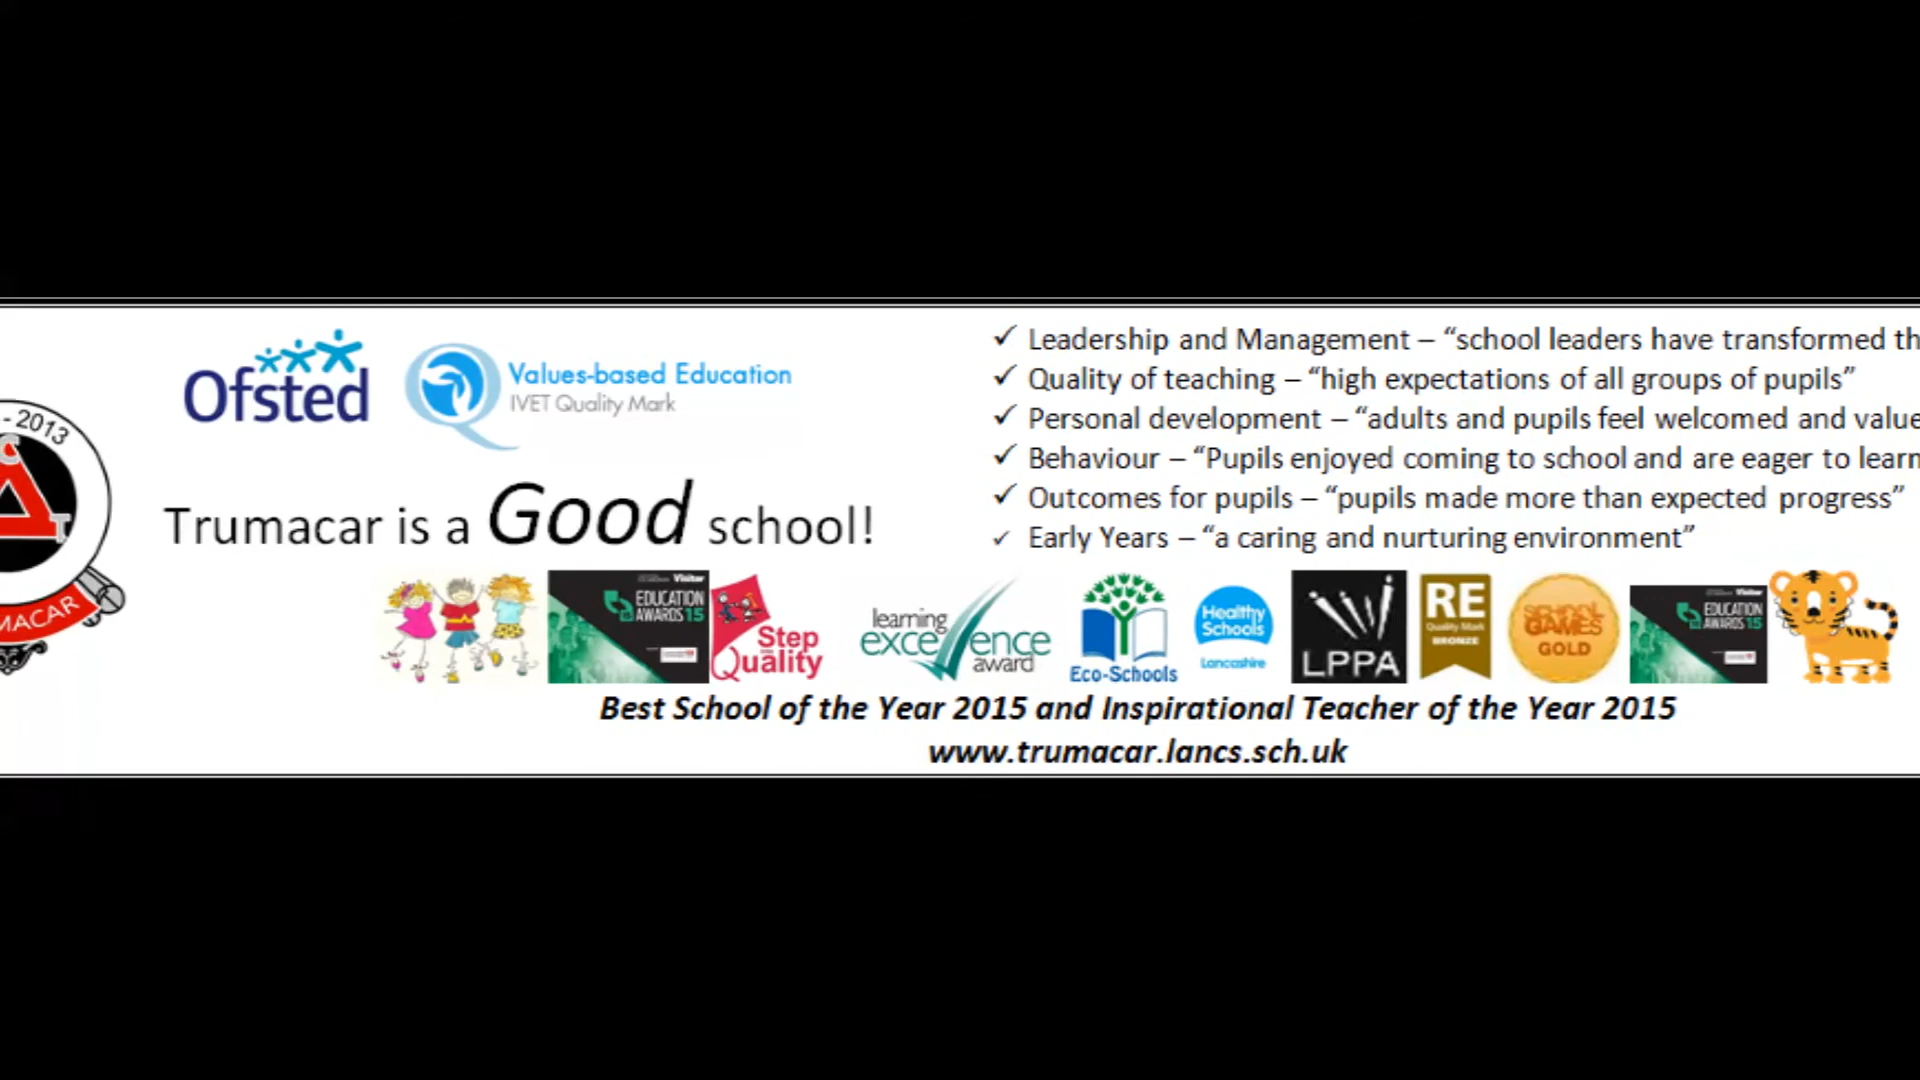 - 2013
C
T
MACAR
Ofsted
Values-based Education
IVET Quality Mark
Trumacar is a Good school!
✓ Leadership and Management – “school leaders have transformed th
✓ Quality of teaching – “high expectations of all groups of pupils”
✓ Personal development – “adults and pupils feel welcomed and value
✓ Behaviour – “Pupils enjoyed coming to school and are eager to learn
✓ Outcomes for pupils – “pupils made more than expected progress”
✓ Early Years – “a caring and nurturing environment”
Visitor
EDUCATION
AWARDS 15
Step
Quality
learning
excellence
award
Eco-Schools
Healthy
Schools
Lancashire
LPPA
RE
Quality Mark
BRONZE
SCHOOL
GAMES
GOLD
Visitor
EDUCATION
AWARDS 15
Best School of the Year 2015 and Inspirational Teacher of the Year 2015
www.trumacar.lancs.sch.uk